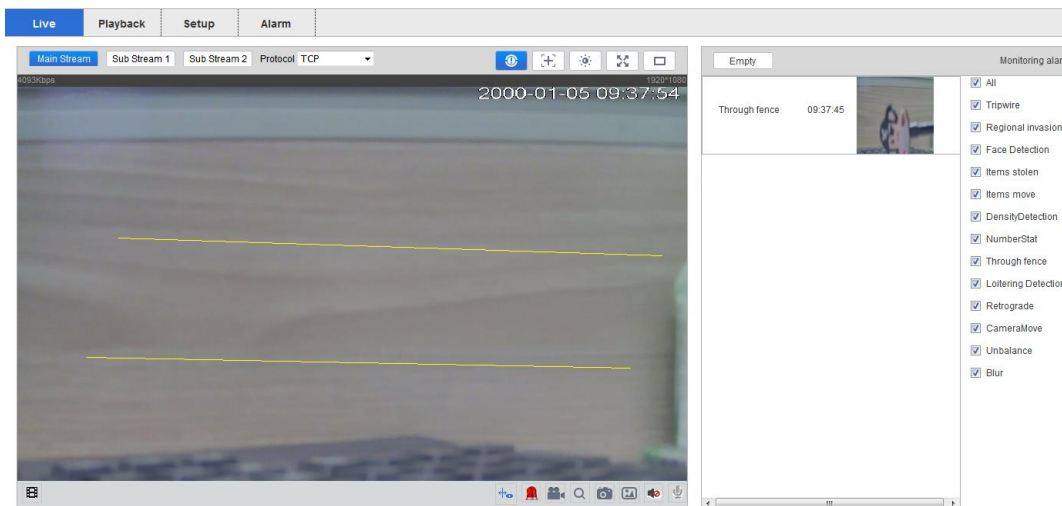 Live Playback Setup Alarm
Main Stream Sub Stream 1 Sub Stream 2 Protocol TCP
4093Kbps 1920*1080
2000-01-05 09:37:54
Empty Monitoring alar
Through fence 09:37:45
All
Tripwire
Regional invasion
Face Detection
Items stolen
Items move
DensityDetection
NumberStat
Through fence
Loitering Detection
Retrograde
CameraMove
Unbalance
Blur